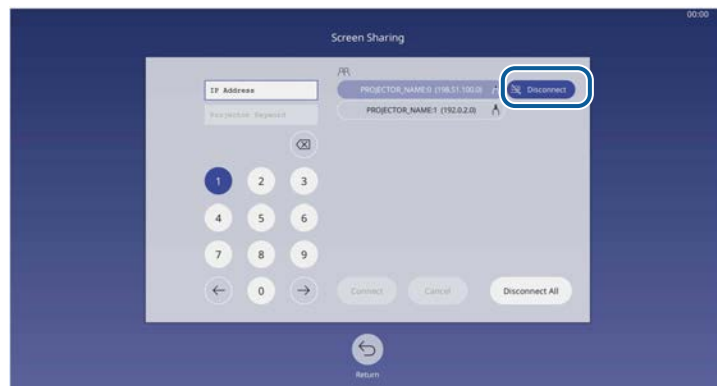 00:00
Screen Sharing
IP Address
Projector Keyword
PROJECTOR_NAME:0 (198.51.100.0)
Disconnect
PROJECTOR_NAME:1 (192.0.2.0)
1 2 3
4 5 6
7 8 9
0
Connect
Cancel
Disconnect All
Return